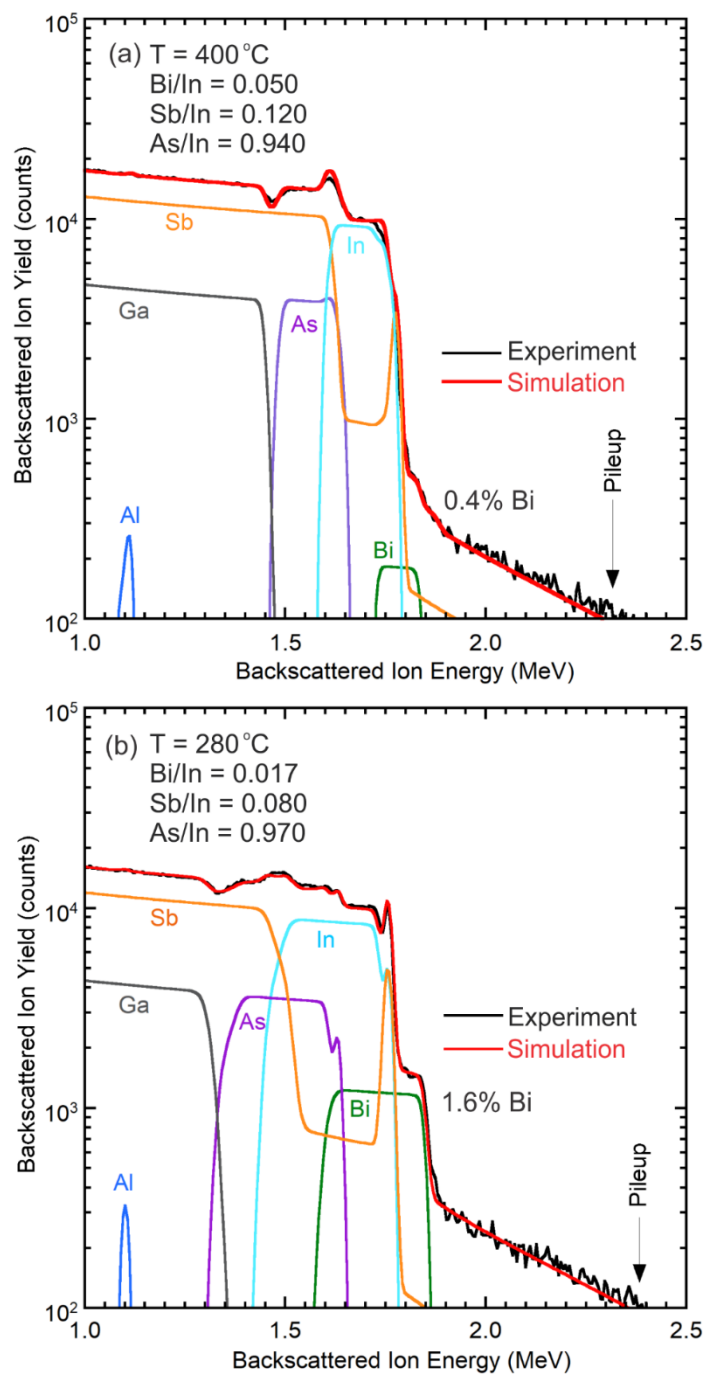 (a) T = 400°C
Bi/In = 0.050
Sb/In = 0.120
As/In = 0.940
Backscattered Ion Yield (counts)
10^5
10^4
10^3
10^2
Sb
In
Ga
As
Experiment
Simulation
Pileup
0.4% Bi
Al
Bi
1.0 1.5 2.0 2.5
Backscattered Ion Energy (MeV)
(b) T = 280°C
Bi/In = 0.017
Sb/In = 0.080
As/In = 0.970
Backscattered Ion Yield (counts)
10^5
10^4
10^3
10^2
Sb
In
Ga
As
Experiment
Simulation
Bi
1.6% Bi
Al
Pileup
1.0 1.5 2.0 2.5
Backscattered Ion Energy (MeV)